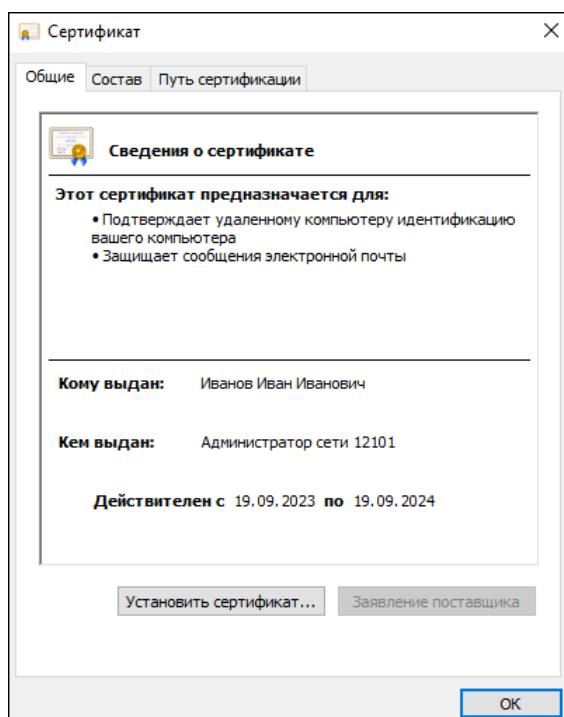 Сертификат
Общие Состав Путь сертификации
Сведения о сертификате
Этот сертификат предназначается для:
• Подтверждает удаленному компьютеру идентификацию
вашего компьютера
• Защищает сообщения электронной почты
Кому выдан: Иванов Иван Иванович
Кем выдан: Администратор сети 12101
Действителен с 19.09.2023 по 19.09.2024
Установить сертификат... Заявление поставщика
ОК